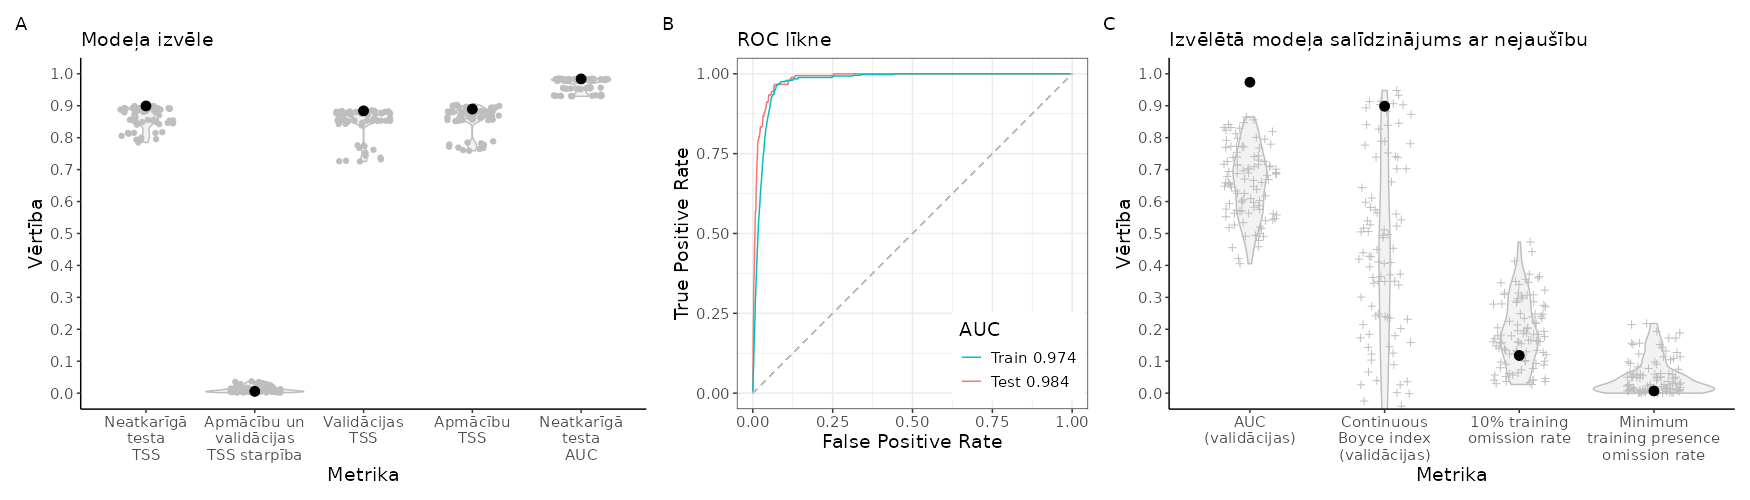 A
Modeļa izvēle
Vērtība
1.0
0.9
0.8
0.7
0.6
0.5
0.4
0.3
0.2
0.1
0.0
Neatkarīgā
testa
TSS
Apmācību un
validācijas
TSS starpība
Validācijas
TSS
Apmācību
TSS
Neatkarīgā
testa
AUC
Metrika
B
ROC līkne
True Positive Rate
1.00
0.75
0.50
0.25
0.00
AUC
Train 0.974
Test 0.984
0.00
0.25
0.50
0.75
1.00
False Positive Rate
C
Izvēlētā modeļa salīdzinājums ar nejaušību
Vērtība
1.0
0.9
0.8
0.7
0.6
0.5
0.4
0.3
0.2
0.1
0.0
AUC
(validācijas)
Continuous
Boyce index
(validācijas)
10% training
omission rate
Minimum
training presence
omission rate
Metrika